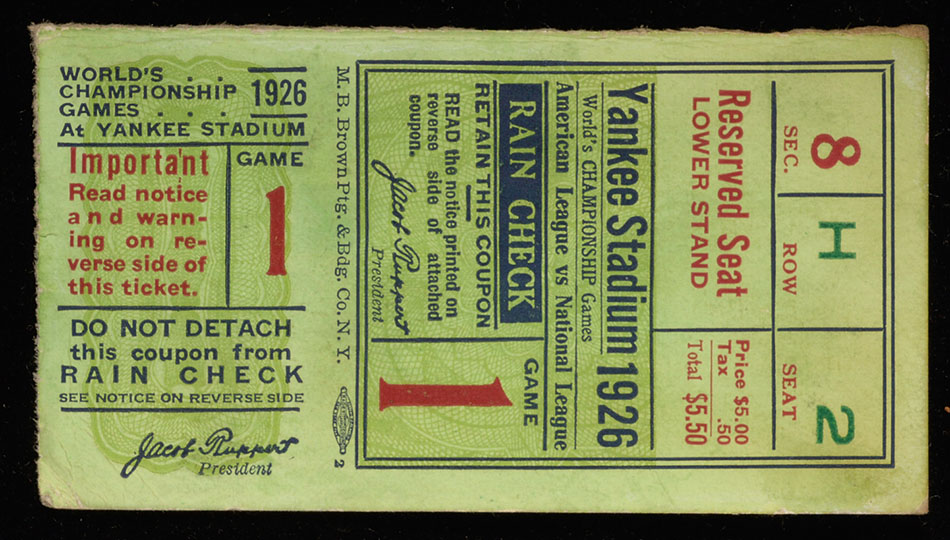 WORLD'S . .
CHAMPIONSHIP
GAMES . . .
1926
At YANKEE STADIUM
Important
Read notice
and warn-
ing on re-
verse side of
this ticket.
GAME
1
DO NOT DETACH
this coupon from
RAIN CHECK
SEE NOTICE ON REVERSE SIDE
Jacob Ruppert
President
M. B. Brown Ptg. & Bdg. Co. N. Y.
2
8
SEC.
H
ROW
2
SEAT
Reserved Seat
LOWER STAND
Price $5.00
Tax .50
Total $5.50
Yankee Stadium 1926
World's CHAMPIONSHIP Games
American League vs National League
RAIN CHECK
RETAIN THIS COUPON
READ the notice printed on
reverse side of attached
coupon.
Jacob Ruppert
President
GAME
1